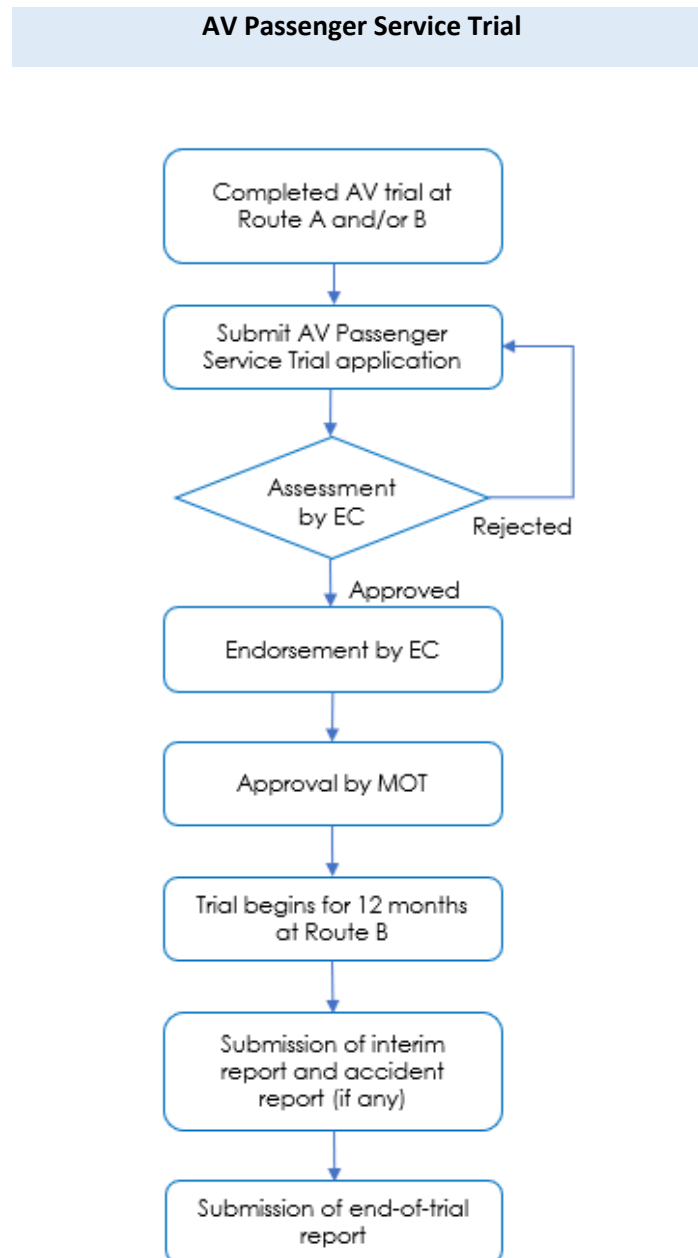 AV Passenger Service Trial
Completed AV trial at
Route A and/or B
Submit AV Passenger
Service Trial application
Assessment
by EC
Rejected
Approved
Endorsement by EC
Approval by MOT
Trial begins for 12 months
at Route B
Submission of interim
report and accident
report (if any)
Submission of end-of-trial
report